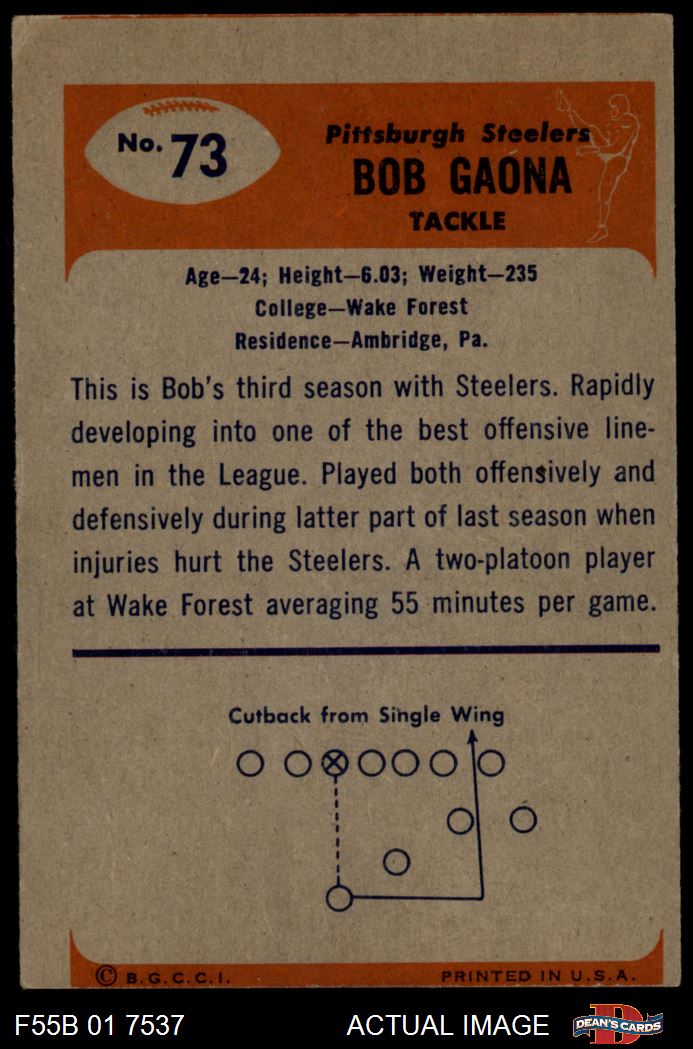 No. 73
Pittsburgh Steelers
BOB GAONA
TACKLE
Age—24; Height—6.03; Weight—235
College—Wake Forest
Residence—Ambridge, Pa.
This is Bob's third season with Steelers. Rapidly
developing into one of the best offensive line-
men in the League. Played both offensively and
defensively during latter part of last season when
injuries hurt the Steelers. A two-platoon player
at Wake Forest averaging 55 minutes per game.
Cutback from Single Wing
© B.G.C.C.I. PRINTED IN U.S.A.
F55B 01 7537 ACTUAL IMAGE D DEAN'S CARDS